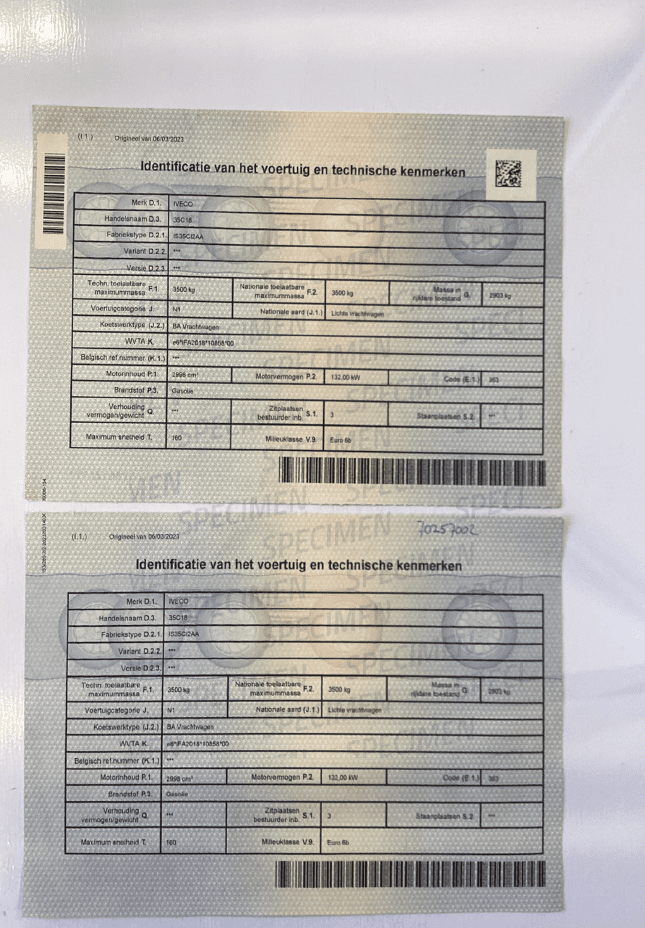 (I.1.) Origineel van 06/03/2023
Identificatie van het voertuig en technische kenmerken
Merk D.1. IVECO
Handelsnaam D.3. 35C18
Fabriekstype D.2.1. IS35CI2AA
Variant D.2.2. ***
Versie D.2.3. ***
Techn. toelaatbare maximummassa F.1. 3500 kg Nationale toelaatbare maximummassa F.2. 3500 kg Massa in rijklare toestand G. 2903 kg
Voertuigcategorie J. N1 Nationale aard (J.1.) Lichte vrachtwagen
Koetswerktype (J.2.) BA Vrachtwagen
WVTA K.
Belgisch ref.nummer (K.1.) ***
Motorinhoud P.1. 2998 cm³ Motorvermogen P.2. 132,00 kW Code (E.1.) 363
Brandstof P.3. Gasolie
Verhouding vermogen/gewicht Q. *** Zitplaatsen bestuurder inb. S.1. 3 Staanplaatsen S.2. ***
Maximum snelheid T. 160 Milieuklasse V.9. Euro 6b
SPECIMEN
70257002
(I.1.) Origineel van 06/03/2023
Identificatie van het voertuig en technische kenmerken
Merk D.1. IVECO
Handelsnaam D.3. 35C18
Fabriekstype D.2.1. IS35CI2AA
Variant D.2.2. ***
Versie D.2.3. ***
Techn. toelaatbare maximummassa F.1. 3500 kg Nationale toelaatbare maximummassa F.2. 3500 kg Massa in rijklare toestand G. 2903 kg
Voertuigcategorie J. N1 Nationale aard (J.1.) Lichte vrachtwagen
Koetswerktype (J.2.) BA Vrachtwagen
WVTA K.
Belgisch ref.nummer (K.1.) ***
Motorinhoud P.1. 2998 cm³ Motorvermogen P.2. 132,00 kW Code (E.1.) 363
Brandstof P.3. Gasolie
Verhouding vermogen/gewicht Q. *** Zitplaatsen bestuurder inb. S.1. 3 Staanplaatsen S.2. ***
Maximum snelheid T. 160 Milieuklasse V.9. Euro 6b
SPECIMEN